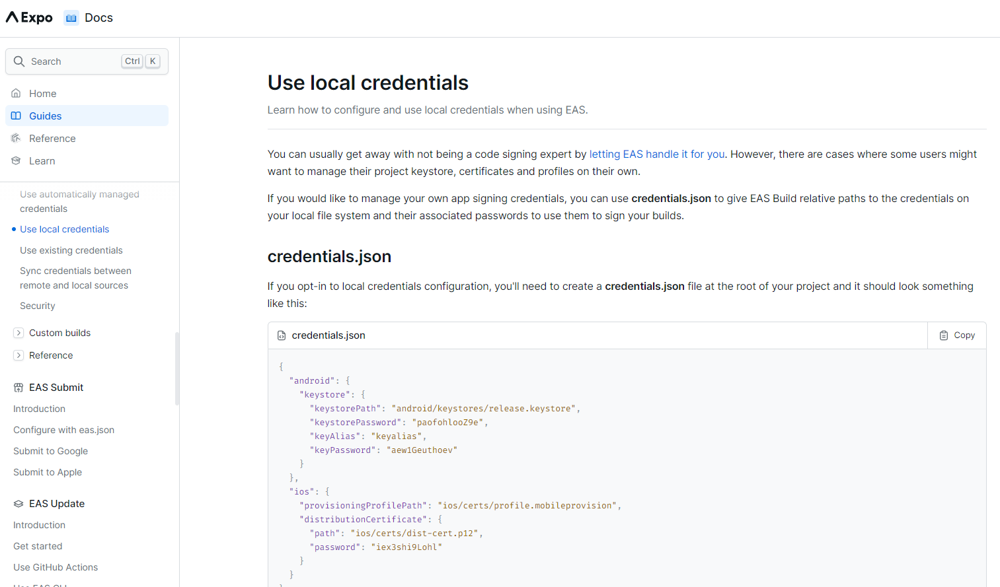 Expo Docs
Search Ctrl K
Home
Guides
Reference
Learn
Use automatically managed
credentials
Use local credentials
Use existing credentials
Sync credentials between
remote and local sources
Security
Custom builds
Reference
EAS Submit
Introduction
Configure with eas.json
Submit to Google
Submit to Apple
EAS Update
Introduction
Get started
Use GitHub Actions
Use EAS CLI
Use local credentials
Learn how to configure and use local credentials when using EAS.
You can usually get away with not being a code signing expert by letting EAS handle it for you. However, there are cases where some users might
want to manage their project keystore, certificates and profiles on their own.
If you would like to manage your own app signing credentials, you can use credentials.json to give EAS Build relative paths to the credentials on
your local file system and their associated passwords to use them to sign your builds.
credentials.json
If you opt-in to local credentials configuration, you'll need to create a credentials.json file at the root of your project and it should look something
like this:
credentials.json Copy
{
"android": {
"keystore": {
"keystorePath": "android/keystores/release.keystore",
"keystorePassword": "paofohlooZ9e",
"keyAlias": "keyalias",
"keyPassword": "aew1Geuthoev"
}
},
"ios": {
"provisioningProfilePath": "ios/certs/profile.mobileprovision",
"distributionCertificate": {
"path": "ios/certs/dist-cert.p12",
"password": "iex3shi9Lohl"
}
}
}